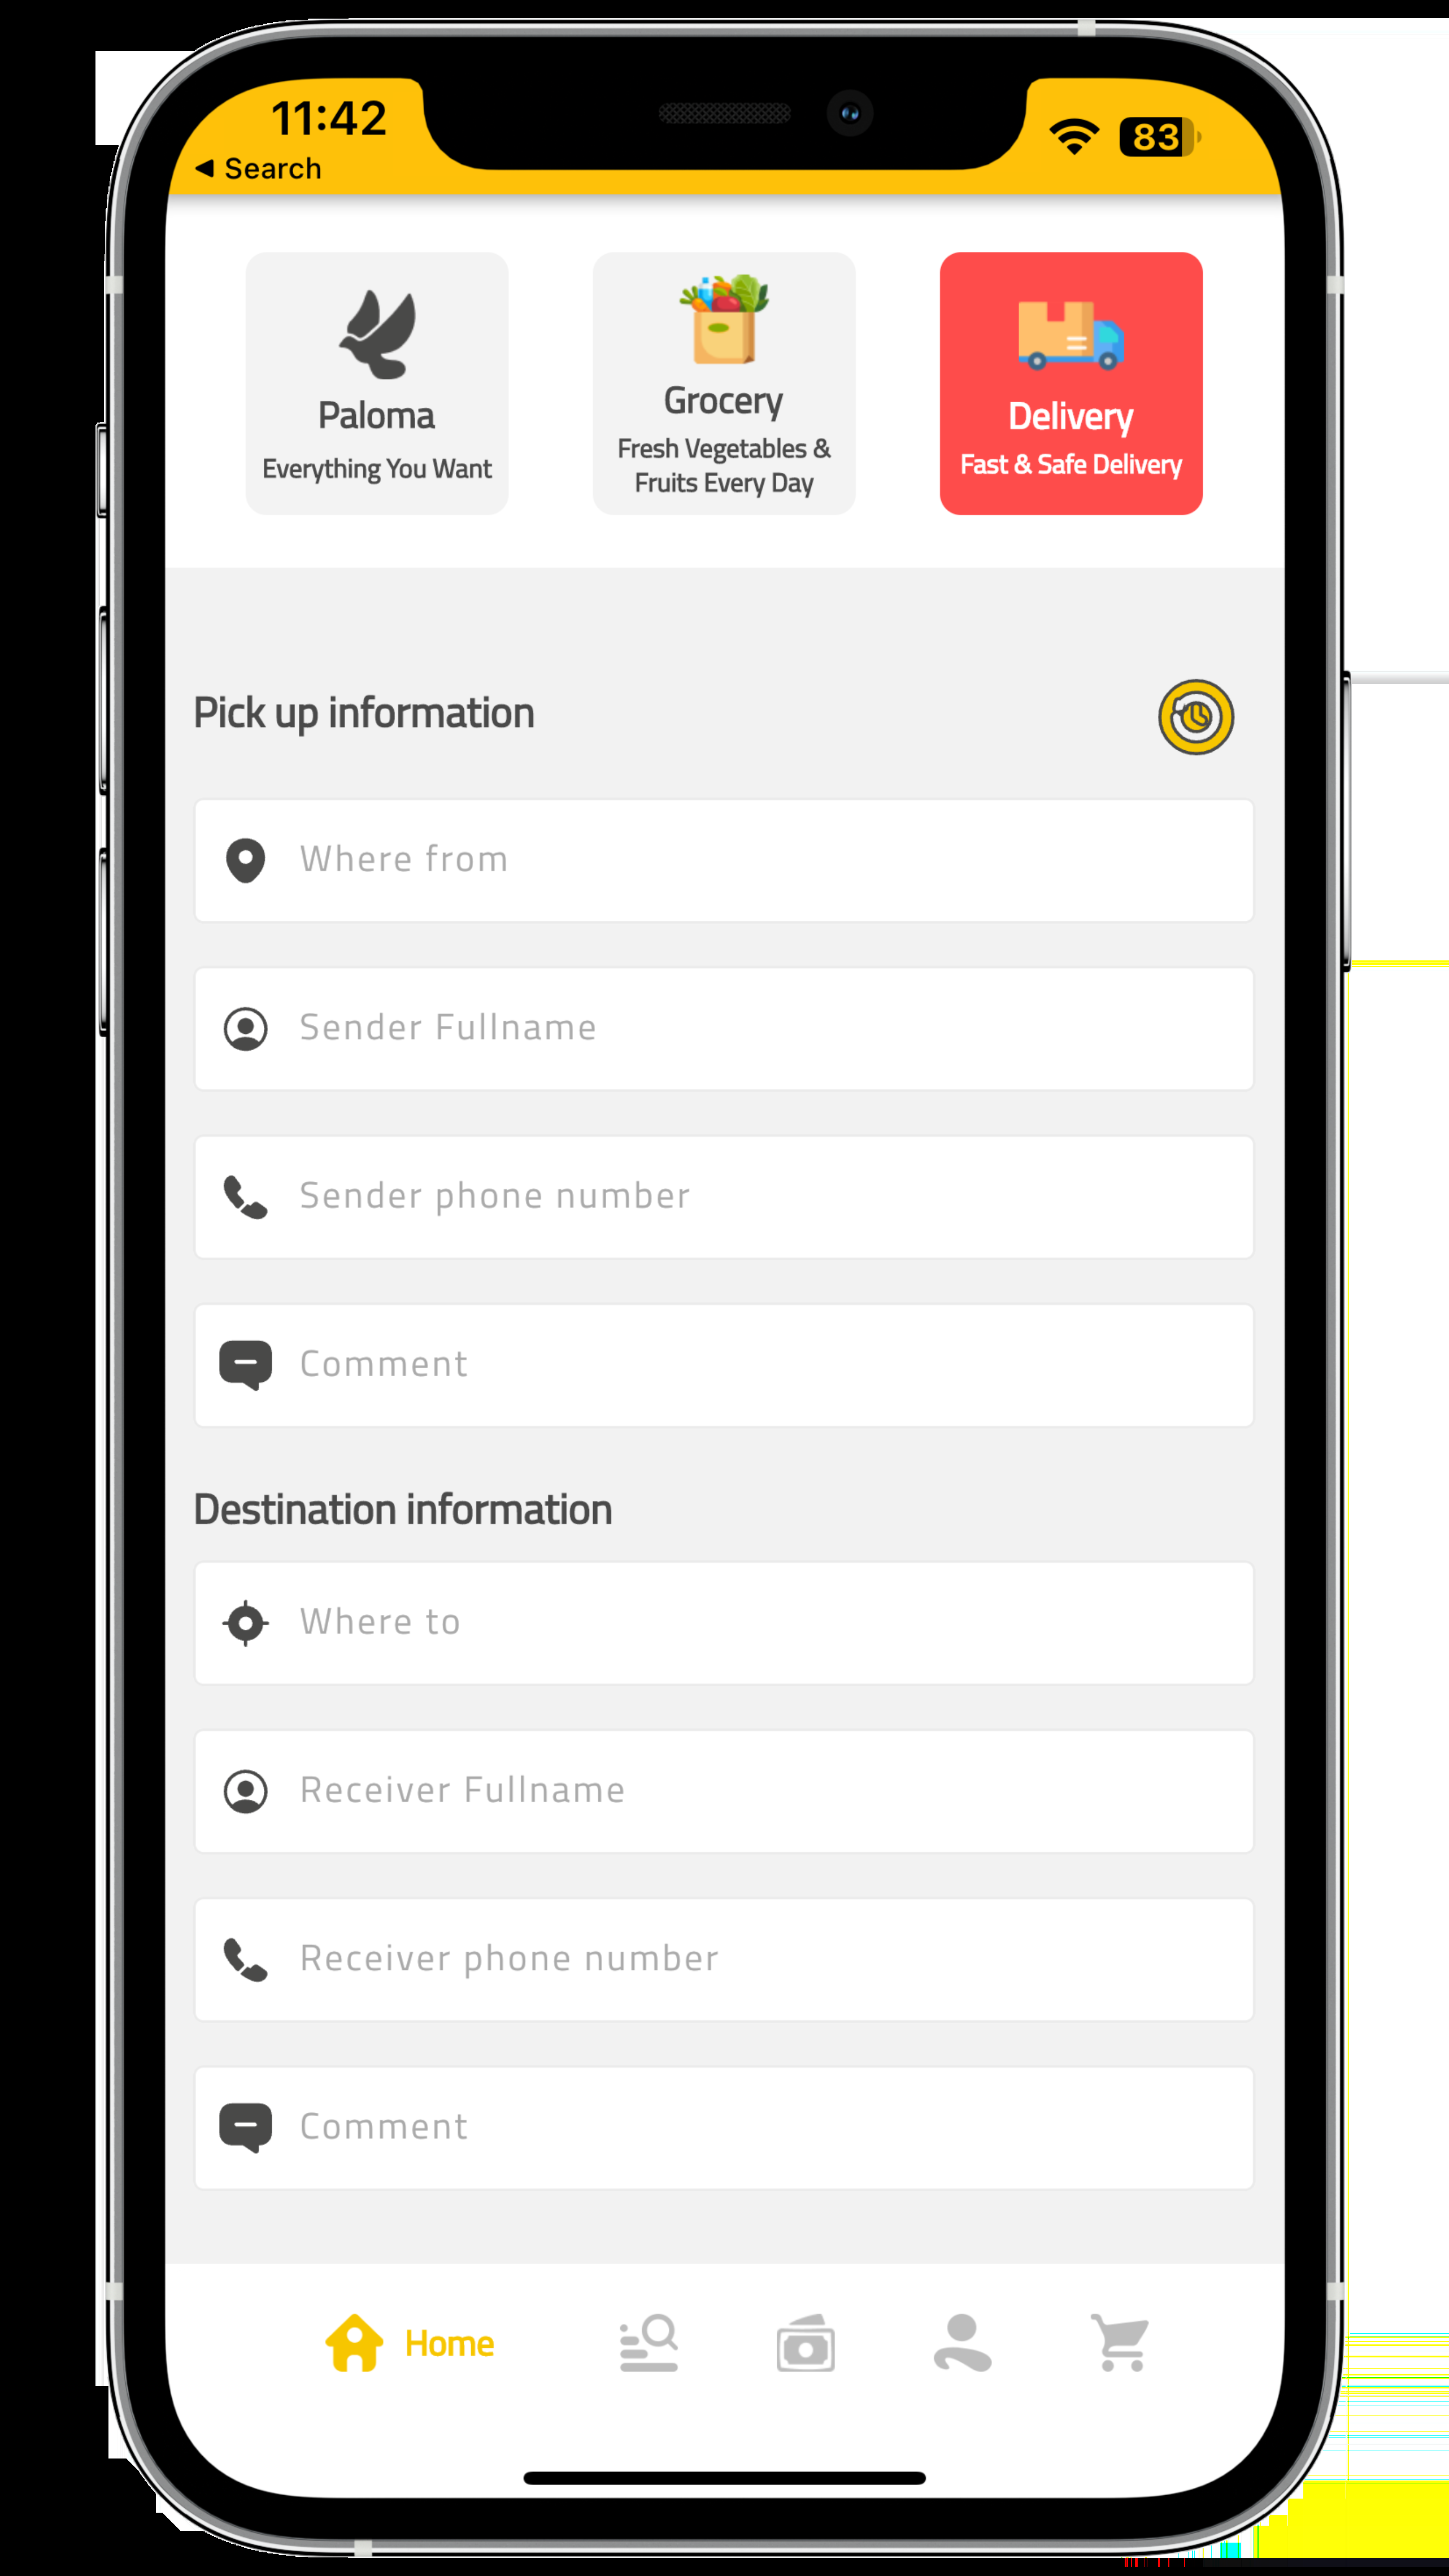 11:42
83
Search
Paloma
Everything You Want
Grocery
Fresh Vegetables &
Fruits Every Day
Delivery
Fast & Safe Delivery
Pick up information
Where from
Sender Fullname
Sender phone number
Comment
Destination information
Where to
Receiver Fullname
Receiver phone number
Comment
Home